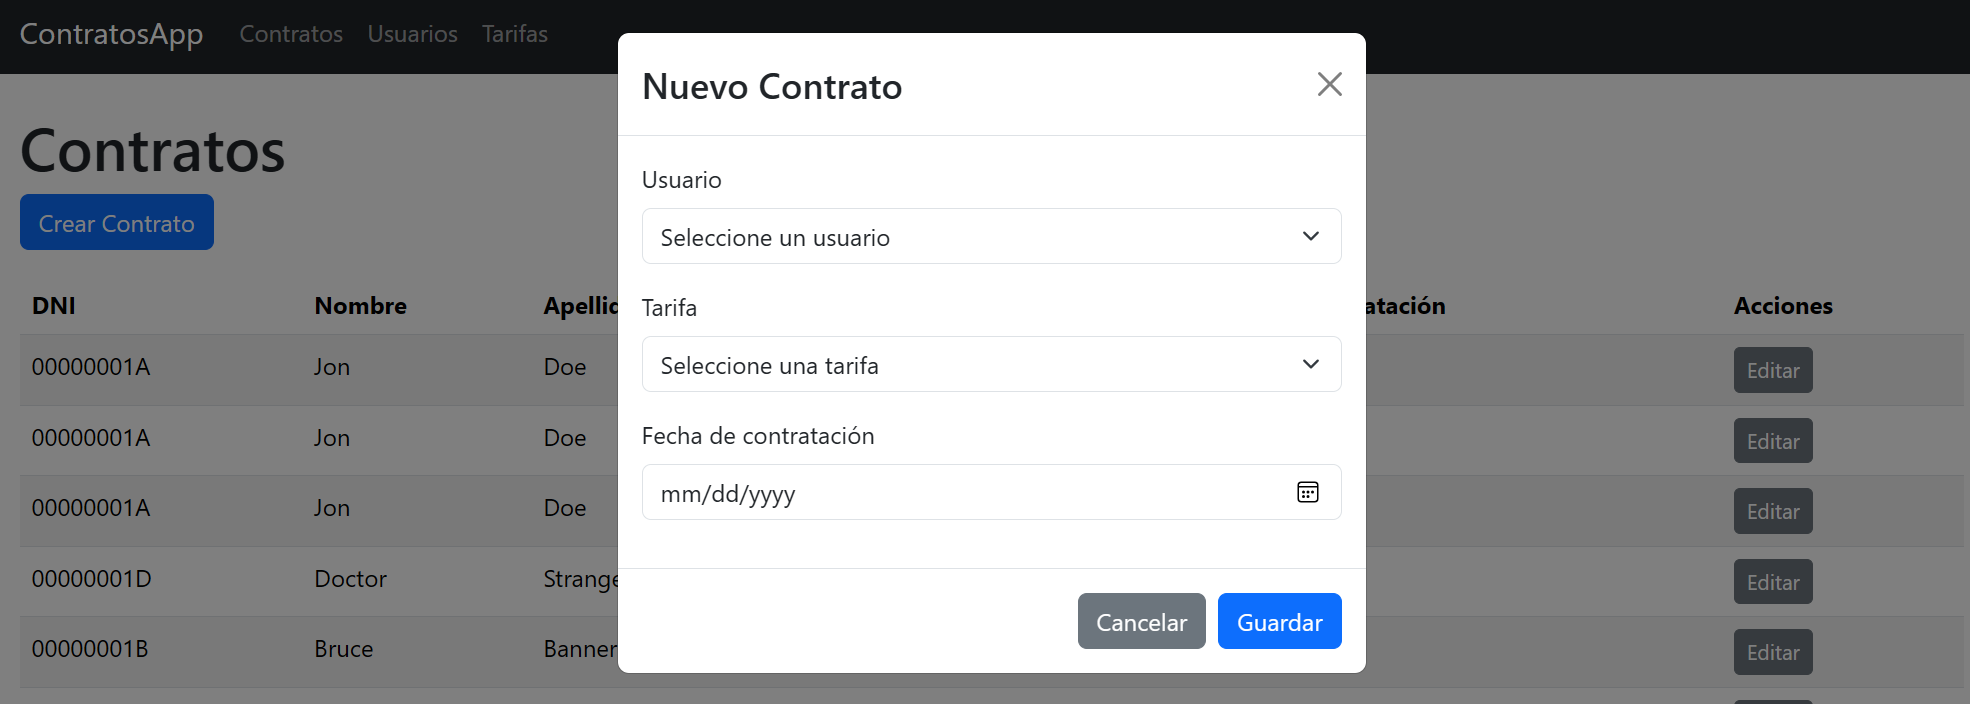 ContratosApp Contratos Usuarios Tarifas
Nuevo Contrato
Contratos
Crear Contrato
Usuario
Seleccione un usuario
Tarifa
Seleccione una tarifa
Fecha de contratación
mm/dd/yyyy
Cancelar Guardar
DNI Nombre Apellid atación Acciones
00000001A Jon Doe Editar
00000001A Jon Doe Editar
00000001A Jon Doe Editar
00000001D Doctor Strange Editar
00000001B Bruce Banner Editar